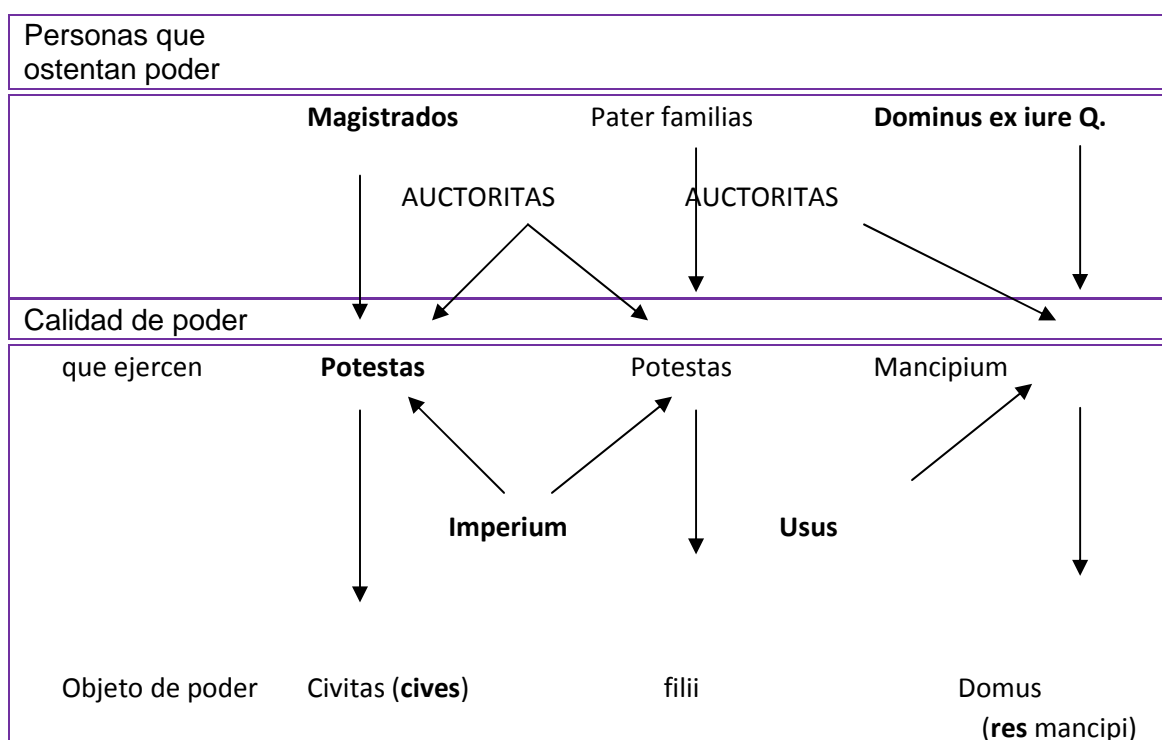 Personas que
ostentan poder
Magistrados Pater familias Dominus ex iure Q.
AUCTORITAS AUCTORITAS
Calidad de poder
que ejercen Potestas Potestas Mancipium
Imperium Usus
Objeto de poder Civitas (cives) filii Domus
(res mancipi)